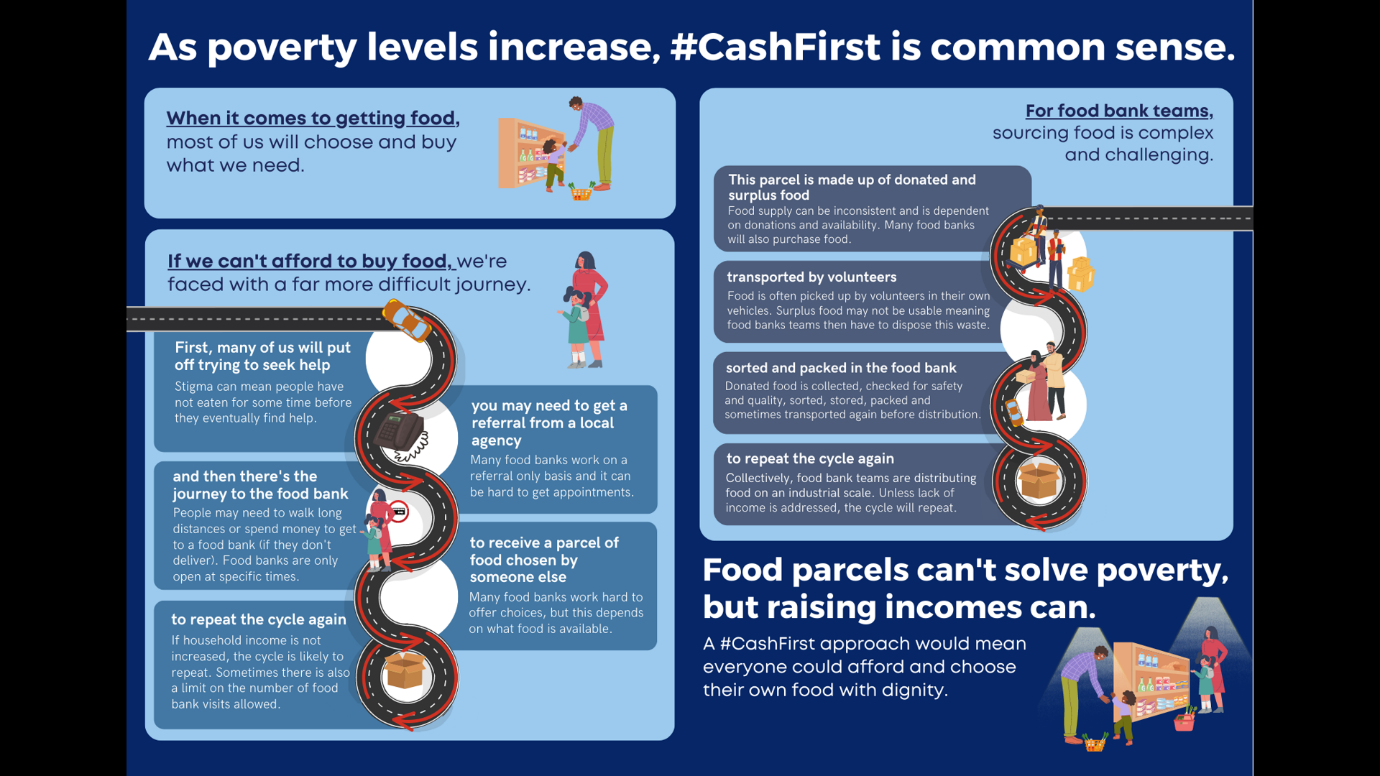 As poverty levels increase, #CashFirst is common sense.
When it comes to getting food,
most of us will choose and buy
what we need.
If we can't afford to buy food, we're
faced with a far more difficult journey.
First, many of us will put
off trying to seek help
Stigma can mean people have
not eaten for some time before
they eventually find help.
you may need to get a
referral from a local
agency
Many food banks work on a
referral only basis and it can
be hard to get appointments.
and then there's the
journey to the food bank
People may need to walk long
distances or spend money to get
to a food bank (if they don't
deliver). Food banks are only
open at specific times.
to receive a parcel of
food chosen by
someone else
Many food banks work hard to
offer choices, but this depends
on what food is available.
to repeat the cycle again
If household income is not
increased, the cycle is likely to
repeat. Sometimes there is also
a limit on the number of food
bank visits allowed.
For food bank teams,
sourcing food is complex
and challenging.
This parcel is made up of donated and
surplus food
Food supply can be inconsistent and is dependent
on donations and availability. Many food banks
will also purchase food.
transported by volunteers
Food is often picked up by volunteers in their own
vehicles. Surplus food may not be usable meaning
food banks teams then have to dispose this waste.
sorted and packed in the food bank
Donated food is collected, checked for safety
and quality, sorted, stored, packed and
sometimes transported again before distribution.
to repeat the cycle again
Collectively, food bank teams are distributing
food on an industrial scale. Unless lack of
income is addressed, the cycle will repeat.
Food parcels can't solve poverty,
but raising incomes can.
A #CashFirst approach would mean
everyone could afford and choose
their own food with dignity.